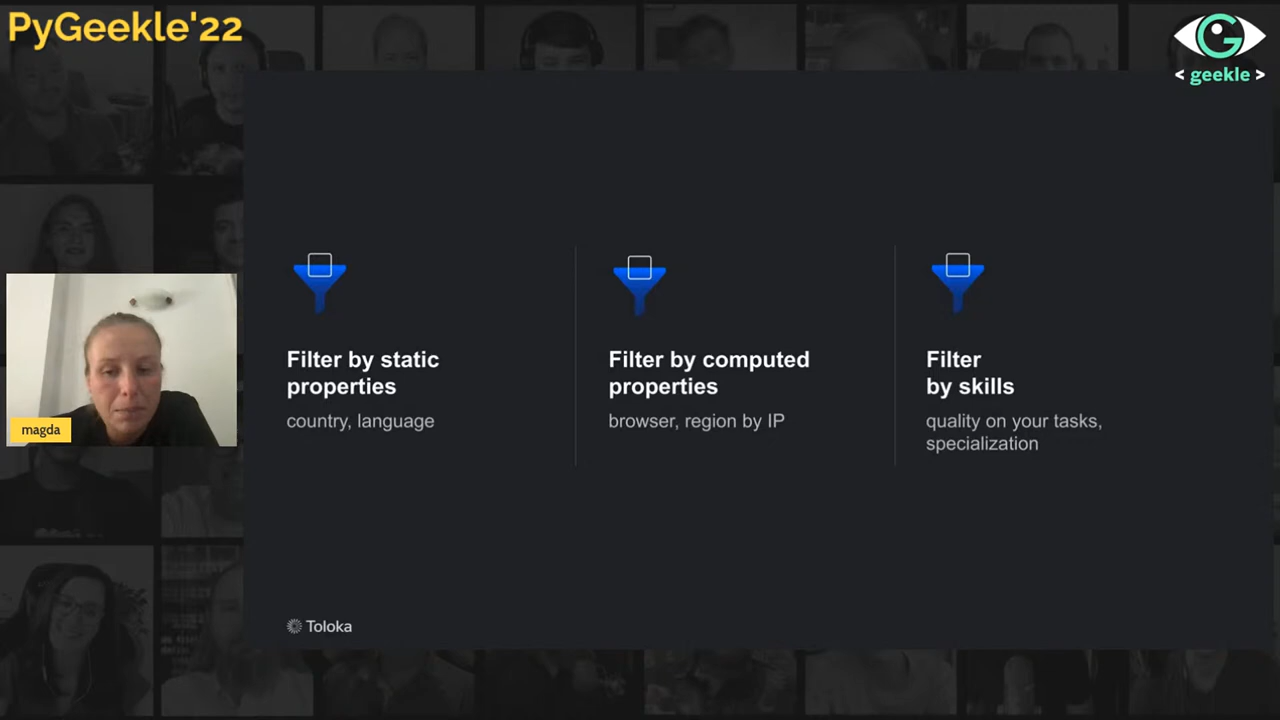 PyGeekle'22
< geekle >
Filter by static
properties
country, language
Filter by computed
properties
browser, region by IP
Filter
by skills
quality on your tasks,
specialization
magda
Toloka